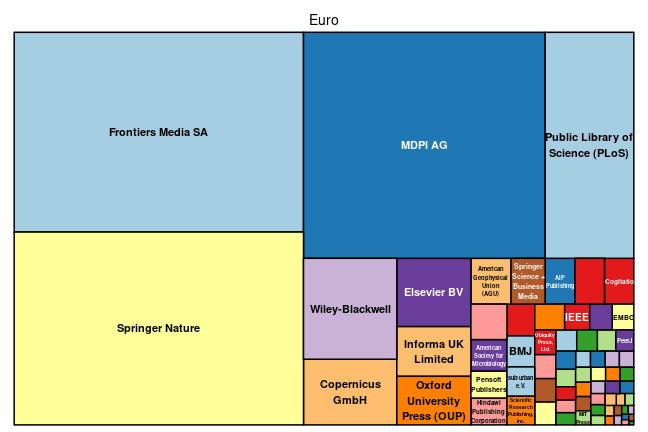 Euro
Frontiers Media SA
MDPI AG
Public Library of
Science (PLoS)
Springer Nature
Wiley-Blackwell
Copernicus
GmbH
Elsevier BV
Informa UK
Limited
Oxford
University
Press (OUP)
American
Geophysical
Union
(AGU)
Springer
Science +
Business
Media
AIP
Publishing
Cogitatio
American
Society for
Microbiology
Pensoft
Publishers
Hindawi
Publishing
Corporation
BMJ
sub urban
e.V.
Scientific
Research
Publishing,
Inc.
IEEE
EMBO
Ubiquity
Press,
Ltd.
PeerJ
MIT
Press